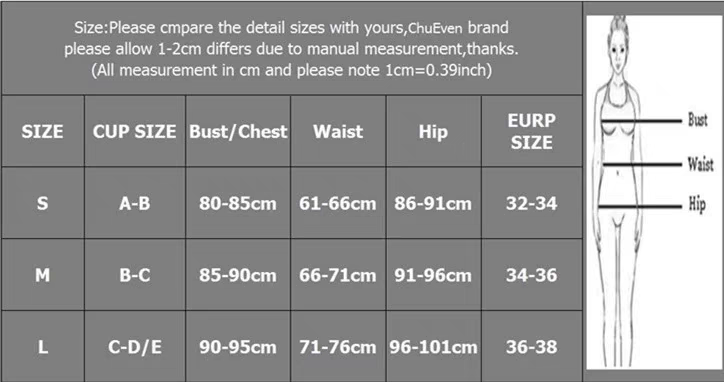 Size:Please cmpare the detail sizes with yours,ChuEven brand
please allow 1-2cm differs due to manual measurement,thanks.
(All measurement in cm and please note 1cm=0.39inch)
SIZE CUP SIZE Bust/Chest Waist Hip EURP SIZE
S A-B 80-85cm 61-66cm 86-91cm 32-34
M B-C 85-90cm 66-71cm 91-96cm 34-36
L C-D/E 90-95cm 71-76cm 96-101cm 36-38
Bust
Waist
Hip